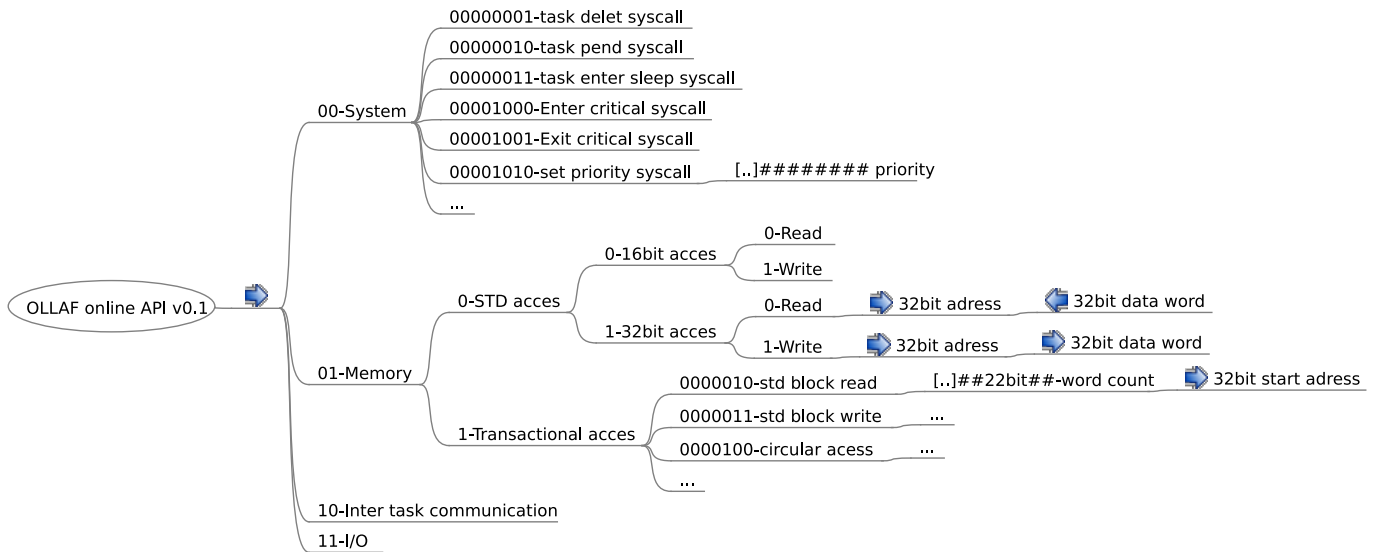 OLLAF online API v0.1
00-System
00000001-task delet syscall
00000010-task pend syscall
00000011-task enter sleep syscall
00001000-Enter critical syscall
00001001-Exit critical syscall
00001010-set priority syscall
[..]######## priority
...
01-Memory
0-STD acces
0-16bit acces
0-Read
1-Write
1-32bit acces
0-Read
32bit adress
32bit data word
1-Write
32bit adress
32bit data word
1-Transactional acces
0000010-std block read
[..]##22bit##-word count
32bit start adress
0000011-std block write
...
0000100-circular acess
...
...
10-Inter task communication
11-I/O